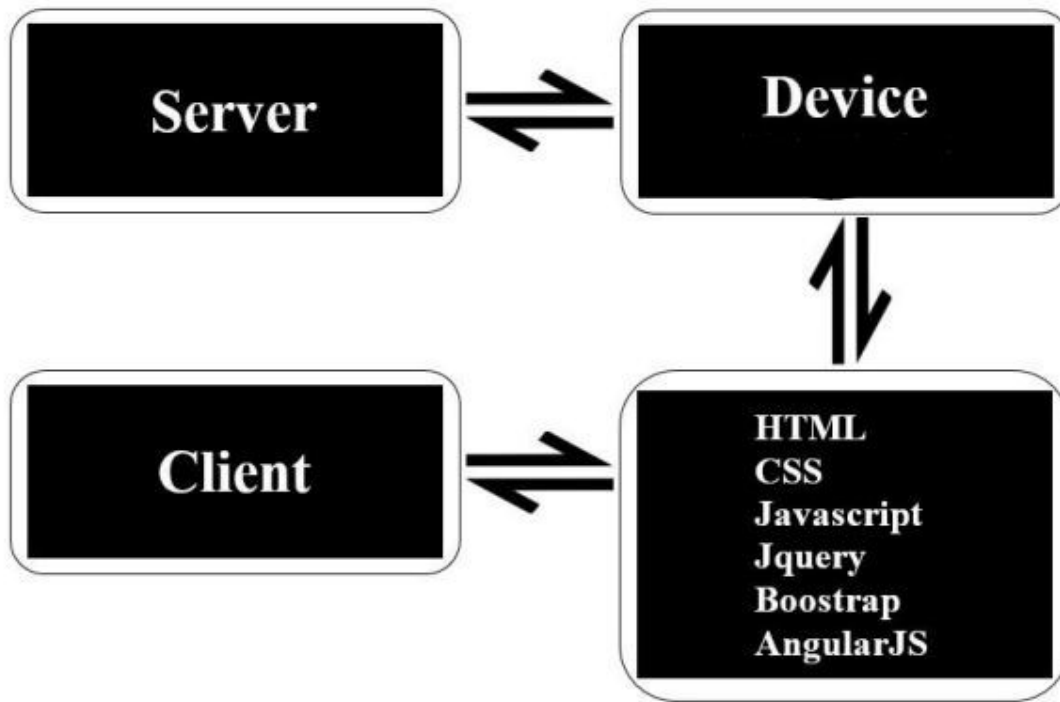 Server
Device
Client
HTML
CSS
Javascript
Jquery
Boostrap
AngularJS